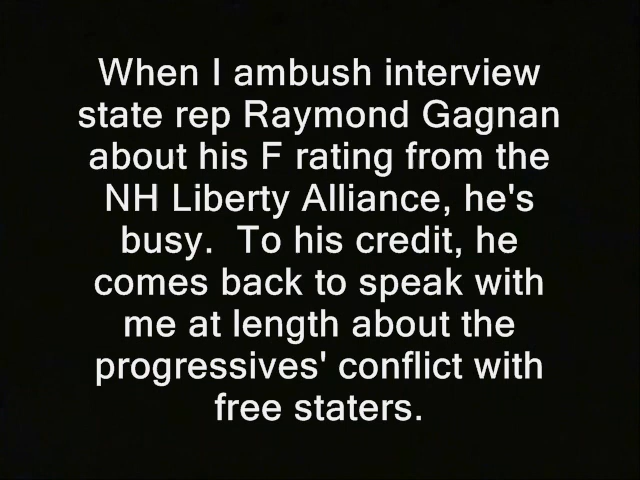 When I ambush interview
state rep Raymond Gagnan
about his F rating from the
NH Liberty Alliance, he's
busy.  To his credit, he
comes back to speak with
me at length about the
progressives' conflict with
free staters.